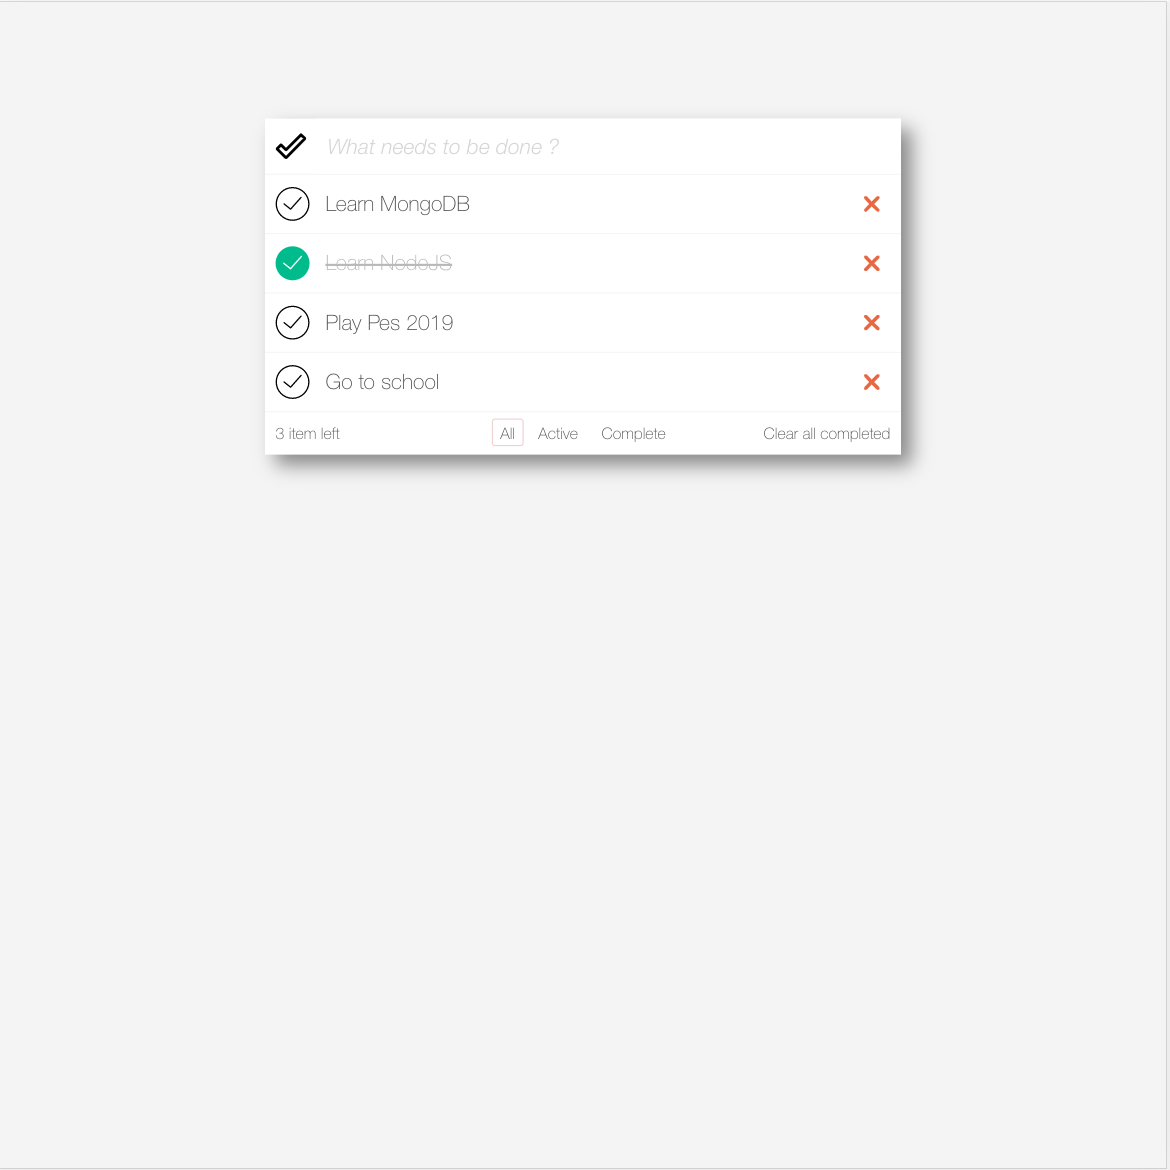 What needs to be done ?
Learn MongoDB
Learn NodeJS
Play Pes 2019
Go to school
3 item left All Active Complete Clear all completed